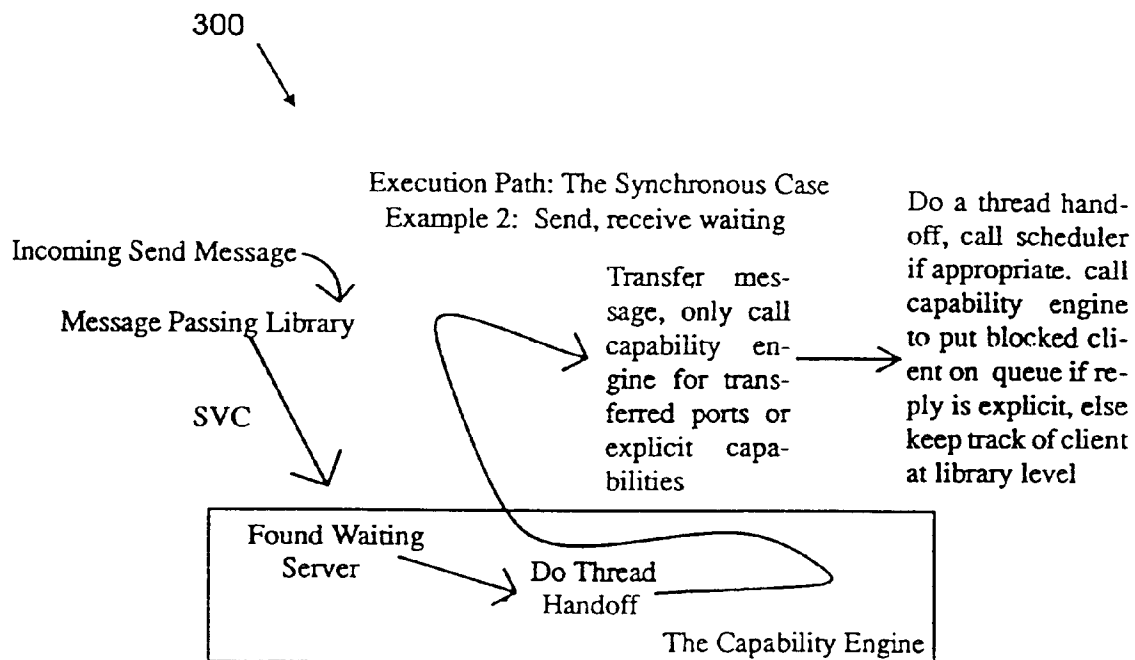 300
Execution Path: The Synchronous Case
Example 2: Send, receive waiting
Incoming Send Message
Message Passing Library
SVC
Transfer mes-
sage, only call
capability en-
gine for trans-
ferred ports or
explicit capa-
bilities
Do a thread hand-
off, call scheduler
if appropriate. call
capability engine
to put blocked cli-
ent on queue if re-
ply is explicit, else
keep track of client
at library level
Found Waiting
Server
Do Thread
Handoff
The Capability Engine